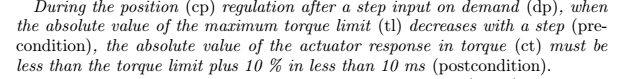 During the position (cp) regulation after a step input on demand (dp), when
the absolute value of the maximum torque limit (tl) decreases with a step (pre-
condition), the absolute value of the actuator response in torque (ct) must be
less than the torque limit plus 10 % in less than 10 ms (postcondition).